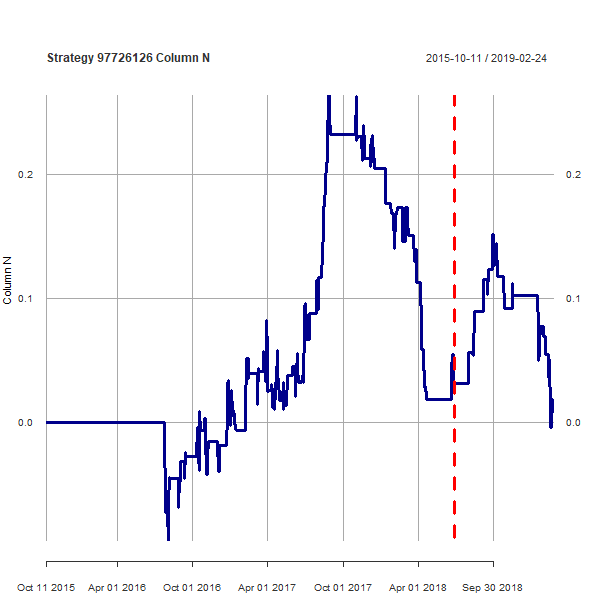 Strategy 97726126 Column N
2015-10-11 / 2019-02-24
Column N
0.2
0.2
0.1
0.1
0.0
0.0
Oct 11 2015
Apr 01 2016
Oct 01 2016
Apr 01 2017
Oct 01 2017
Apr 01 2018
Sep 30 2018